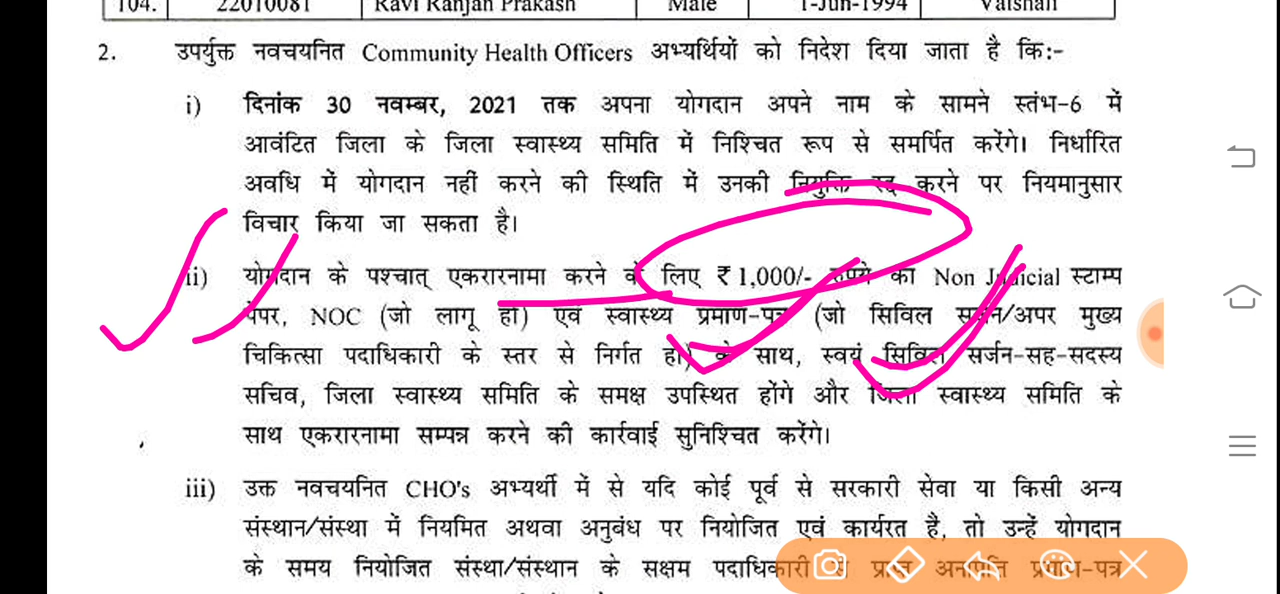 104. 22010081 Ravi Ranjan Prakash Male 1-Jun-1994 Vaishali
2. उपर्युक्त नवचयनित Community Health Officers अभ्यर्थियों को निदेश दिया जाता है कि:-
i) दिनांक 30 नवम्बर, 2021 तक अपना योगदान अपने नाम के सामने स्तंभ-6 में
आवंटित जिला के जिला स्वास्थ्य समिति में निश्चित रूप से समर्पित करेंगे। निर्धारित
अवधि में योगदान नहीं करने की स्थिति में उनकी नियुक्ति रद्द करने पर नियमानुसार
विचार किया जा सकता है।
ii) योगदान के पश्चात् एकरारनामा करने के लिए ₹ 1,000/- रुपये का Non Judicial स्टाम्प
पेपर, NOC (जो लागू हो) एवं स्वास्थ्य प्रमाण-पत्र (जो सिविल सर्जन/अपर मुख्य
चिकित्सा पदाधिकारी के स्तर से निर्गत हो) के साथ, स्वयं सिविल सर्जन-सह-सदस्य
सचिव, जिला स्वास्थ्य समिति के समक्ष उपस्थित होंगे और जिला स्वास्थ्य समिति के
साथ एकरारनामा सम्पन्न करने की कार्रवाई सुनिश्चित करेंगे।
iii) उक्त नवचयनित CHO's अभ्यर्थी में से यदि कोई पूर्व से सरकारी सेवा या किसी अन्य
संस्थान/संस्था में नियमित अथवा अनुबंध पर नियोजित एवं कार्यरत है, तो उन्हें योगदान
के समय नियोजित संस्था/संस्थान के सक्षम पदाधिकारी से प्राप्त अनापत्ति प्रमाण-पत्र